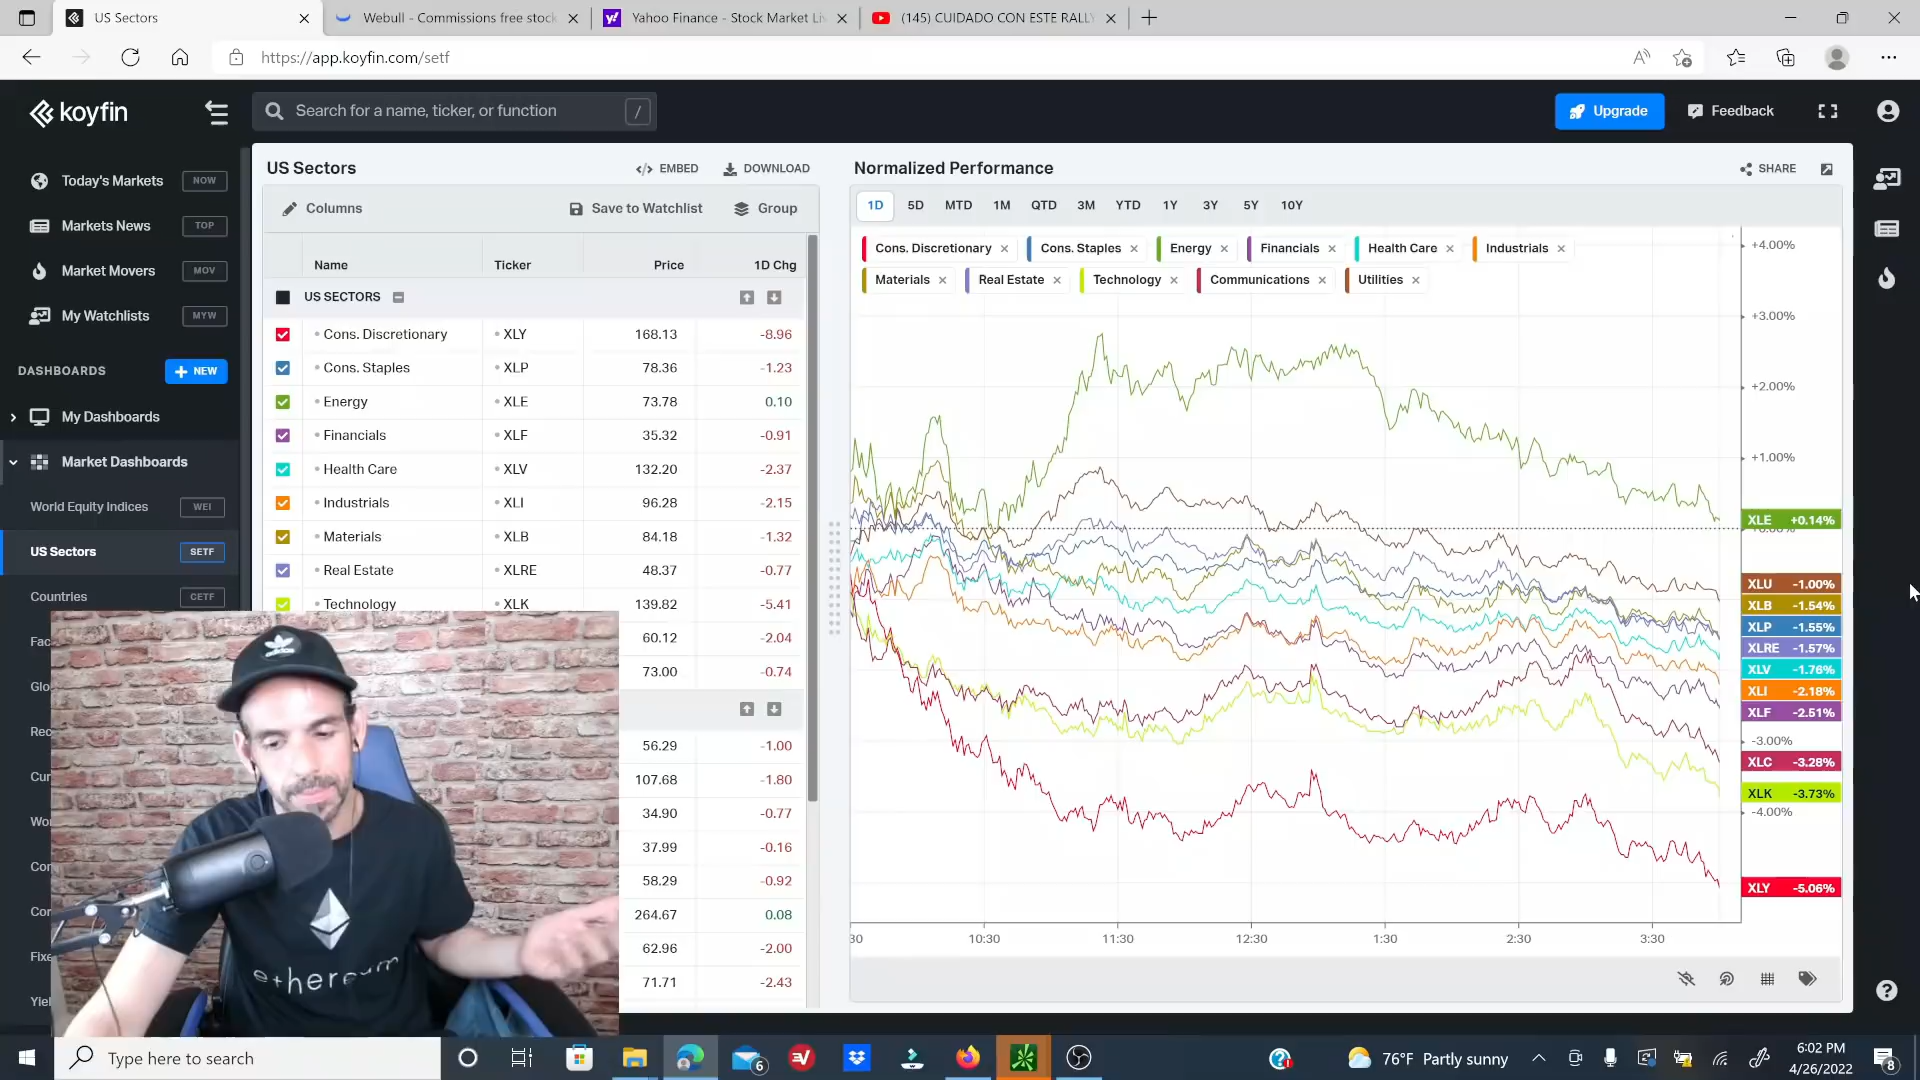 US Sectors
Webull - Commissions free stock
Yahoo Finance - Stock Market Li
(145) CUIDADO CON ESTE RALLY
https://app.koyfin.com/setf
koyfin
Search for a name, ticker, or function /
Upgrade
Feedback
Today's Markets NOW
Markets News TOP
Market Movers MOV
My Watchlists MYW
DASHBOARDS + NEW
My Dashboards
Market Dashboards
World Equity Indices WEI
US Sectors SETF
Countries CETF
Fac
Glo
Rec
Cur
Wor
Con
Cor
Fixe
Yiel
US Sectors
EMBED
DOWNLOAD
Columns
Save to Watchlist
Group
Name Ticker Price 1D Chg
US SECTORS
Cons. Discretionary XLY 168.13 -8.96
Cons. Staples XLP 78.36 -1.23
Energy XLE 73.78 0.10
Financials XLF 35.32 -0.91
Health Care XLV 132.20 -2.37
Industrials XLI 96.28 -2.15
Materials XLB 84.18 -1.32
Real Estate XLRE 48.37 -0.77
Technology XLK 139.82 -5.41
60.12 -2.04
73.00 -0.74
56.29 -1.00
107.68 -1.80
34.90 -0.77
37.99 -0.16
58.29 -0.92
264.67 0.08
62.96 -2.00
71.71 -2.43
Normalized Performance
SHARE
1D 5D MTD 1M QTD 3M YTD 1Y 3Y 5Y 10Y
Cons. Discretionary × Cons. Staples × Energy × Financials × Health Care × Industrials ×
Materials × Real Estate × Technology × Communications × Utilities ×
+4.00%
+3.00%
+2.00%
+1.00%
XLE +0.14%
XLU -1.00%
XLB -1.54%
XLP -1.55%
XLRE -1.57%
XLV -1.76%
XLI -2.18%
XLF -2.51%
-3.00%
XLC -3.28%
XLK -3.73%
-4.00%
XLY -5.06%
30 10:30 11:30 12:30 1:30 2:30 3:30
ethereum
Type here to search
6
76°F Partly sunny
6:02 PM
4/26/2022
8